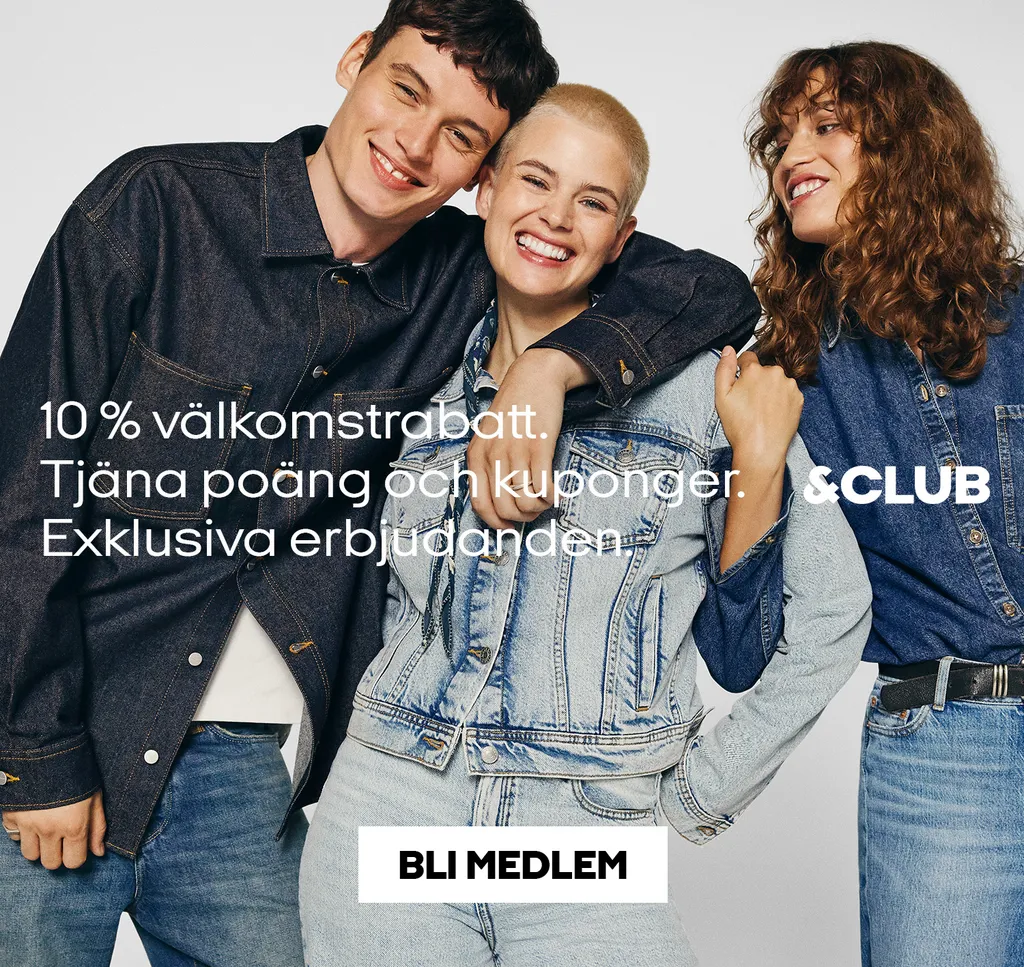 10 % välkomstrabatt.
Tjäna poäng och kuponger.
Exklusiva erbjudanden.
&CLUB
BLI MEDLEM